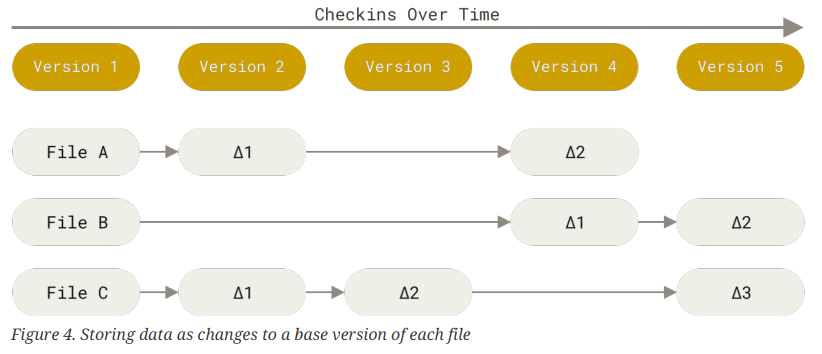 Checkins Over Time
Version 1 Version 2 Version 3 Version 4 Version 5
File A Δ1 Δ2
File B Δ1 Δ2
File C Δ1 Δ2 Δ3
Figure 4. Storing data as changes to a base version of each file